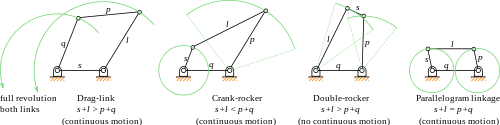 p
q
l
s
full revolution
both links
Drag-link
s+l > p+q
(continuous motion)
l
s
p
q
Crank-rocker
s+l < p+q
(continuous motion)
s
l
p
q
Double-rocker
s+l > p+q
(no continuous motion)
l
s
p
q
Parallelogram linkage
s+l = p+q
(continuous motion)